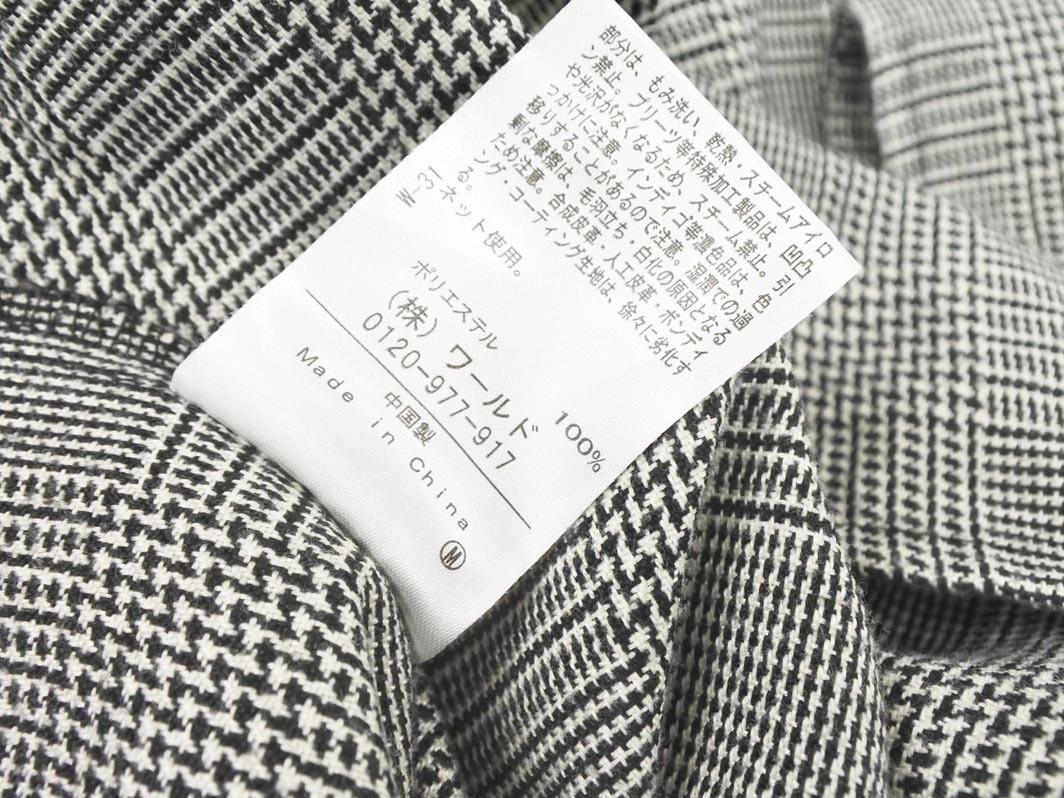 部分は、もみ洗い、乾熱・スチームアイロ
ン禁止。プリーツ等特殊加工製品は、凹凸
や光沢がなくなるため、スチーム禁止。引
つかけに注意。インディゴ等濃色品は、色
移りすることがあるので注意。湿潤での過
剰な摩擦は、毛羽立ち・白化の原因となる
ため注意。合成皮革・人工皮革・ボンディ
ング・コーティング生地は、徐々に劣化す
る。
W-31 ネット使用。
ポリエステル 100%
(株)ワールド
0120-977-917
中国製
Made in China
M